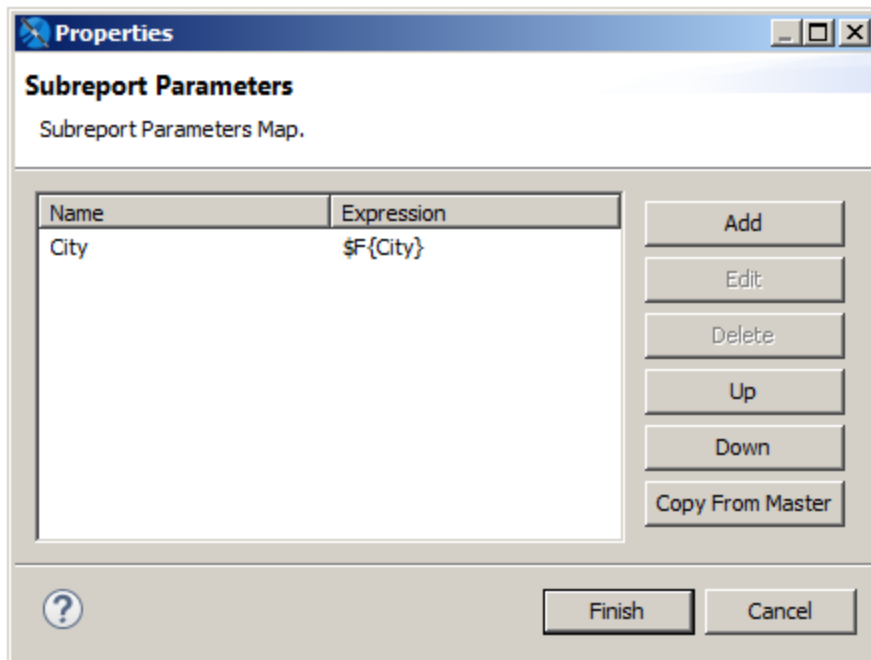 Properties
Subreport Parameters
Subreport Parameters Map.
Name Expression
City $F{City}
Add
Edit
Delete
Up
Down
Copy From Master
? Finish Cancel